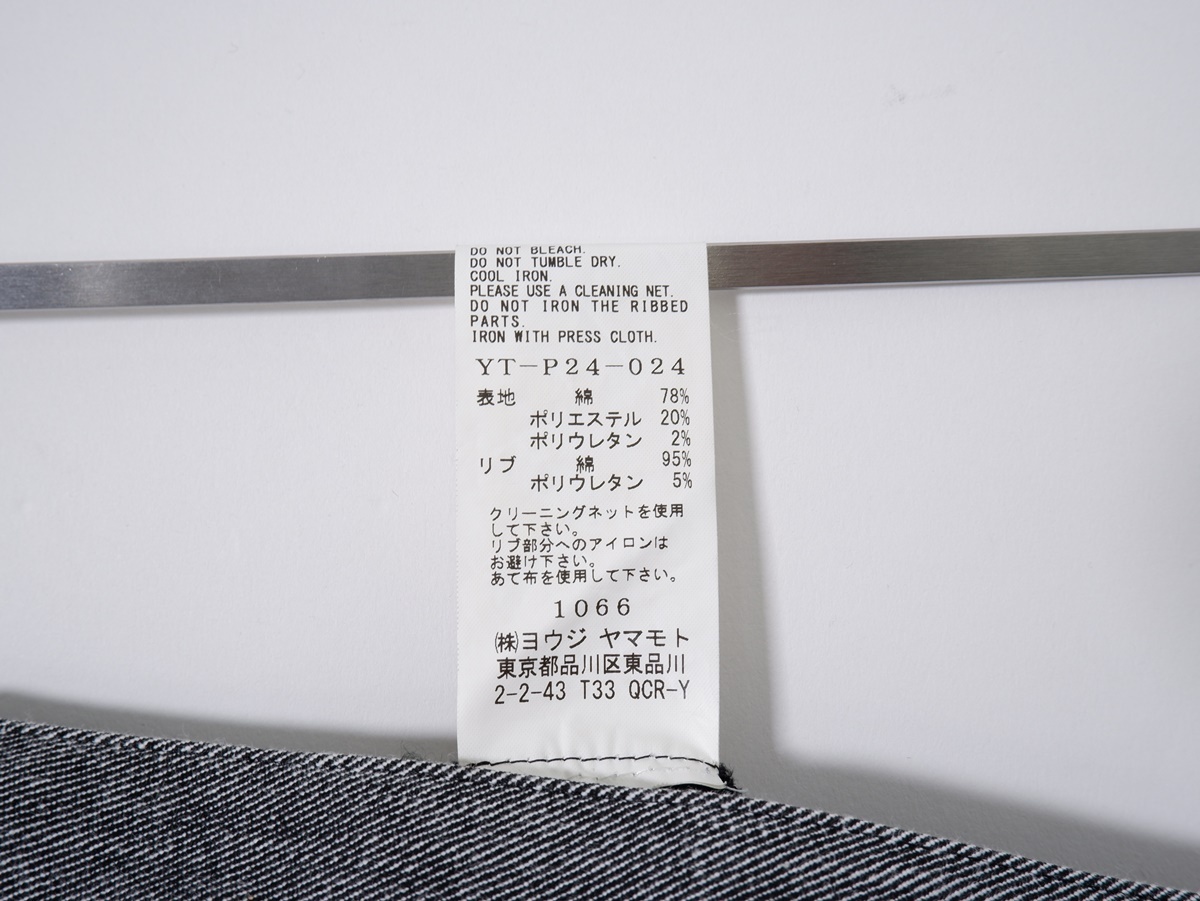 DO NOT BLEACH.
DO NOT TUMBLE DRY.
COOL IRON.
PLEASE USE A CLEANING NET.
DO NOT IRON THE RIBBED
PARTS.
IRON WITH PRESS CLOTH.
YT-P24-024
表地 綿 78%
ポリエステル 20%
ポリウレタン 2%
リブ 綿 95%
ポリウレタン 5%
クリーニングネットを使用
して下さい。
リブ部分へのアイロンは
お避け下さい。
あて布を使用して下さい。
1066
㈱ヨウジ ヤマモト
東京都品川区東品川
2-2-43 T33 QCR-Y